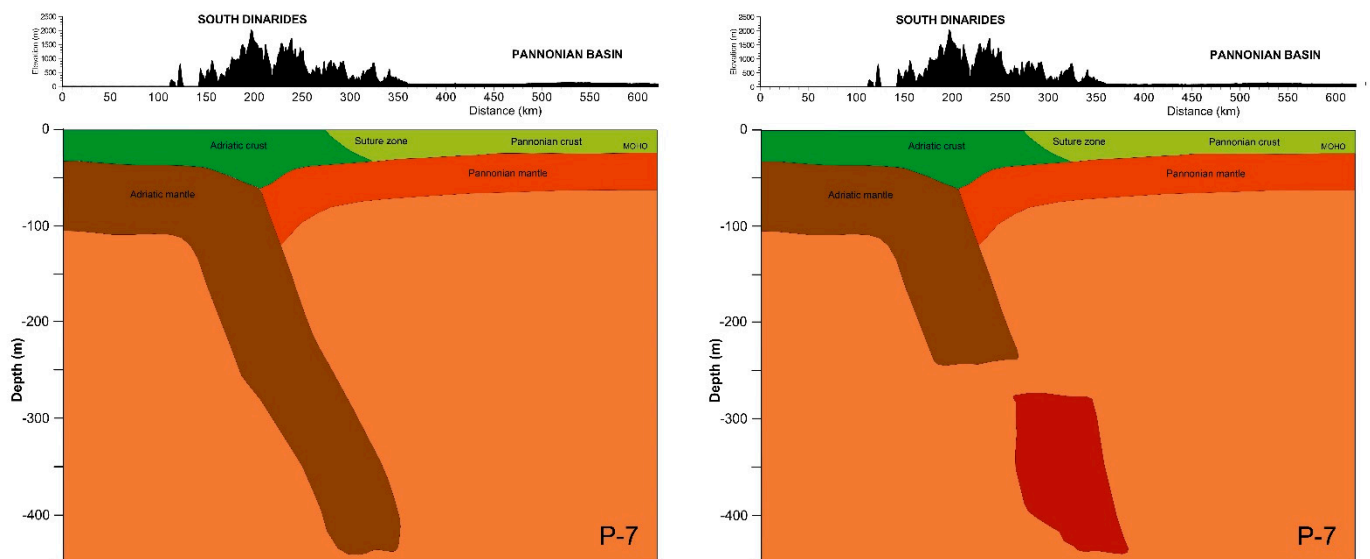 SOUTH DINARIDES
PANNONIAN BASIN
Elevation (m)
2500
2000
1500
1000
500
0
0 50 100 150 200 250 300 350 400 450 500 550 600
Distance (km)
0
-100
-200
-300
-400
Depth (m)
Adriatic crust
Suture zone
Pannonian crust
MOHO
Adriatic mantle
Pannonian mantle
P-7
SOUTH DINARIDES
PANNONIAN BASIN
Elevation (m)
2500
2000
1500
1000
500
0
0 50 100 150 200 250 300 350 400 450 500 550 600
Distance (km)
0
-100
-200
-300
-400
Depth (m)
Adriatic crust
Suture zone
Pannonian crust
MOHO
Adriatic mantle
Pannonian mantle
P-7